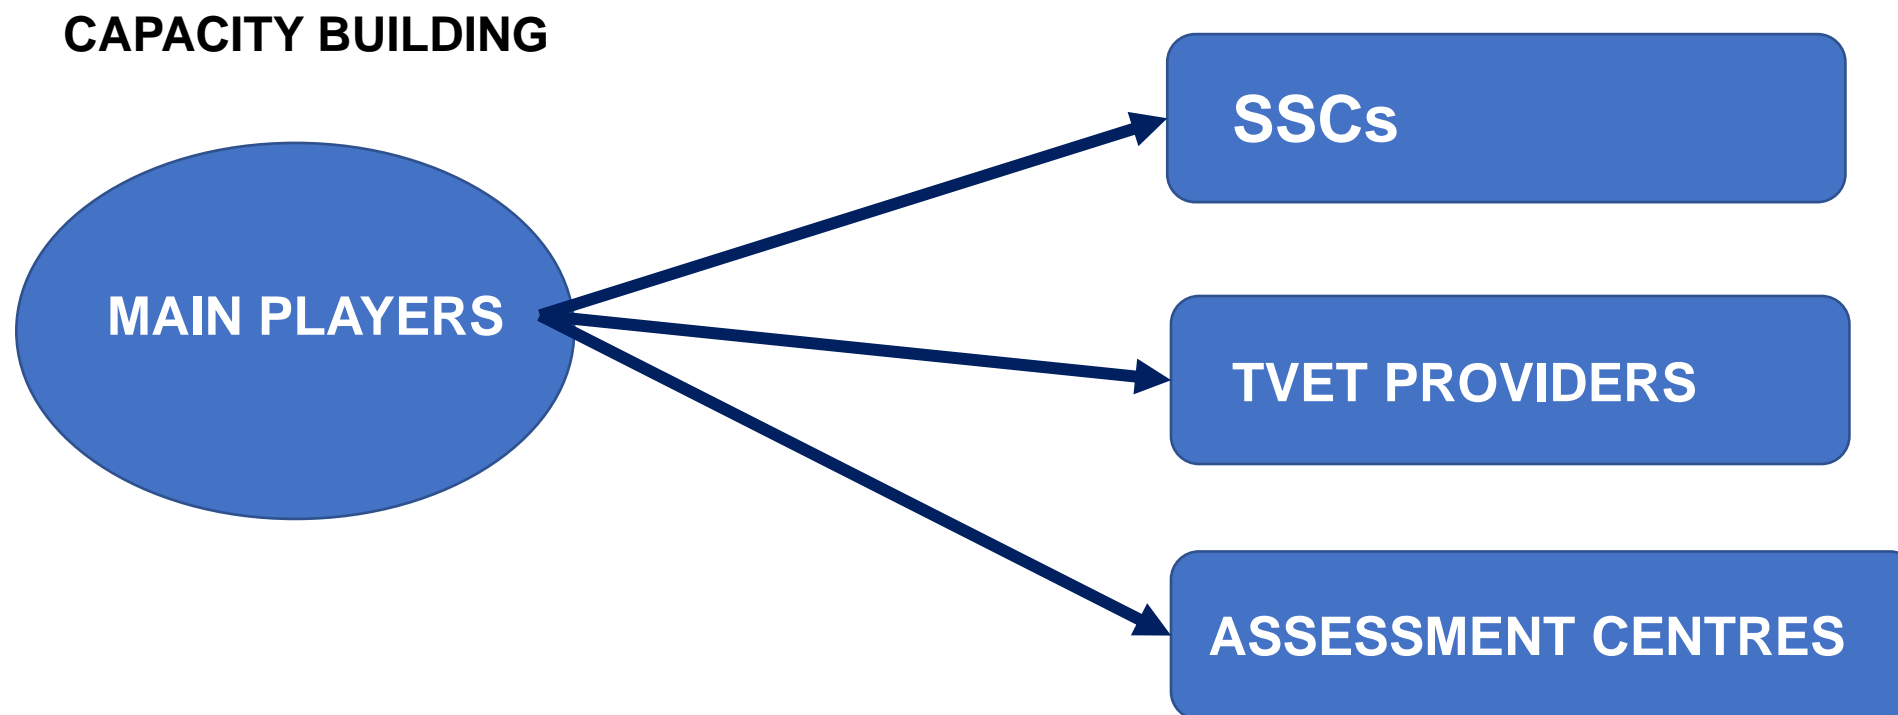 CAPACITY BUILDING
MAIN PLAYERS
SSCs
TVET PROVIDERS
ASSESSMENT CENTRES